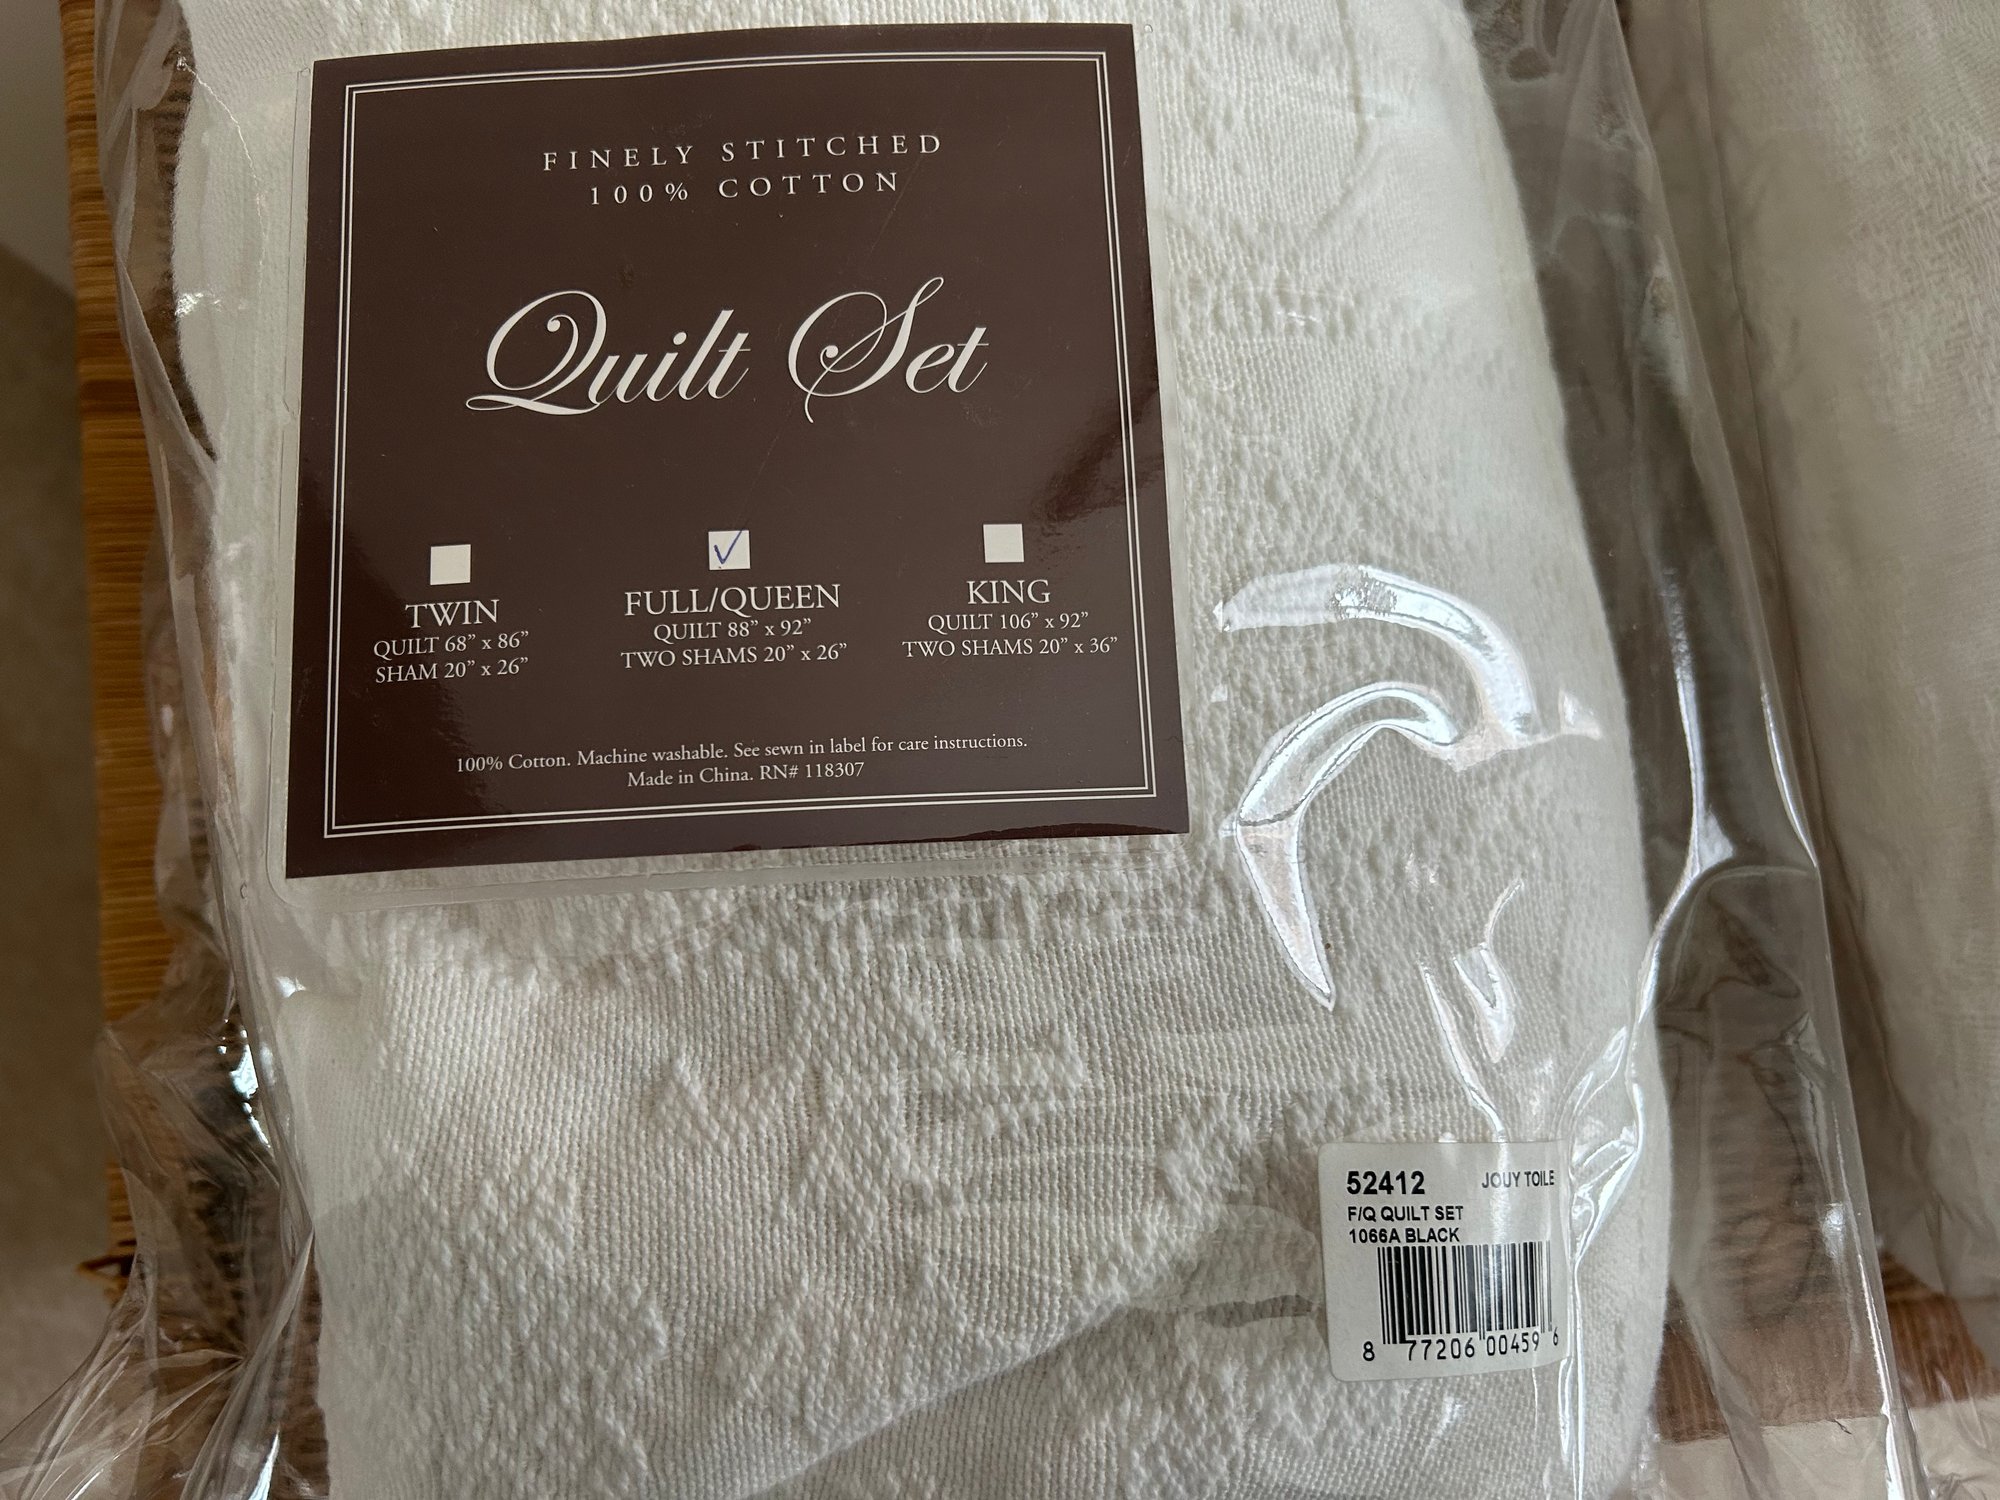 FINELY STITCHED
100% COTTON
Quilt Set
TWIN
QUILT 68” x 86”
SHAM 20” x 26”
FULL/QUEEN
QUILT 88” x 92”
TWO SHAMS 20” x 26”
KING
QUILT 106” x 92”
TWO SHAMS 20” x 36”
100% Cotton. Machine washable. See sewn in label for care instructions.
Made in China. RN# 118307
52412 JOUY TOILE
F/Q QUILT SET
1066A BLACK
8 77206 00459 6